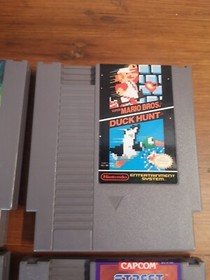 SUPER MARIO BROS.
DUCK HUNT
Nintendo
ENTERTAINMENT
SYSTEM
CAPCOM
STREET